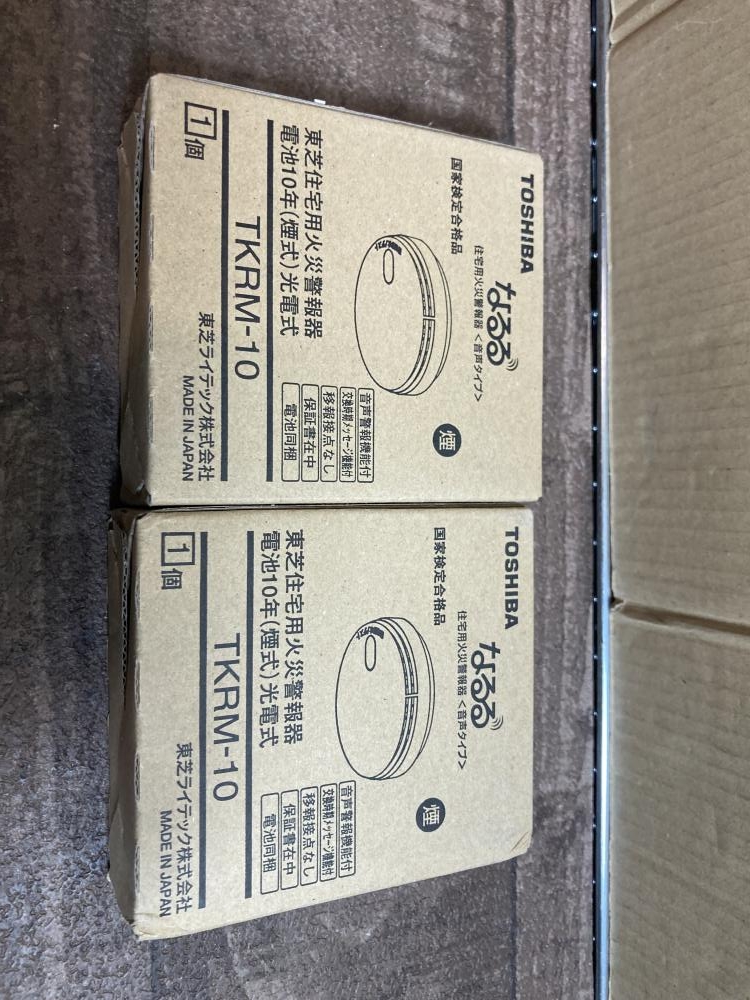 TOSHIBA
なるる
住宅用火災警報器 <音声タイプ>
国家検定合格品
煙
音声警報機能付
交換時期メッセージ機能付
移報接点なし
保証書在中
電池同梱
東芝住宅用火災警報器
電池10年(煙式)光電式
TKRM-10
1個
東芝ライテック株式会社
MADE IN JAPAN
TOSHIBA
なるる
住宅用火災警報器 <音声タイプ>
国家検定合格品
煙
音声警報機能付
交換時期メッセージ機能付
移報接点なし
保証書在中
電池同梱
東芝住宅用火災警報器
電池10年(煙式)光電式
TKRM-10
1個
東芝ライテック株式会社
MADE IN JAPAN